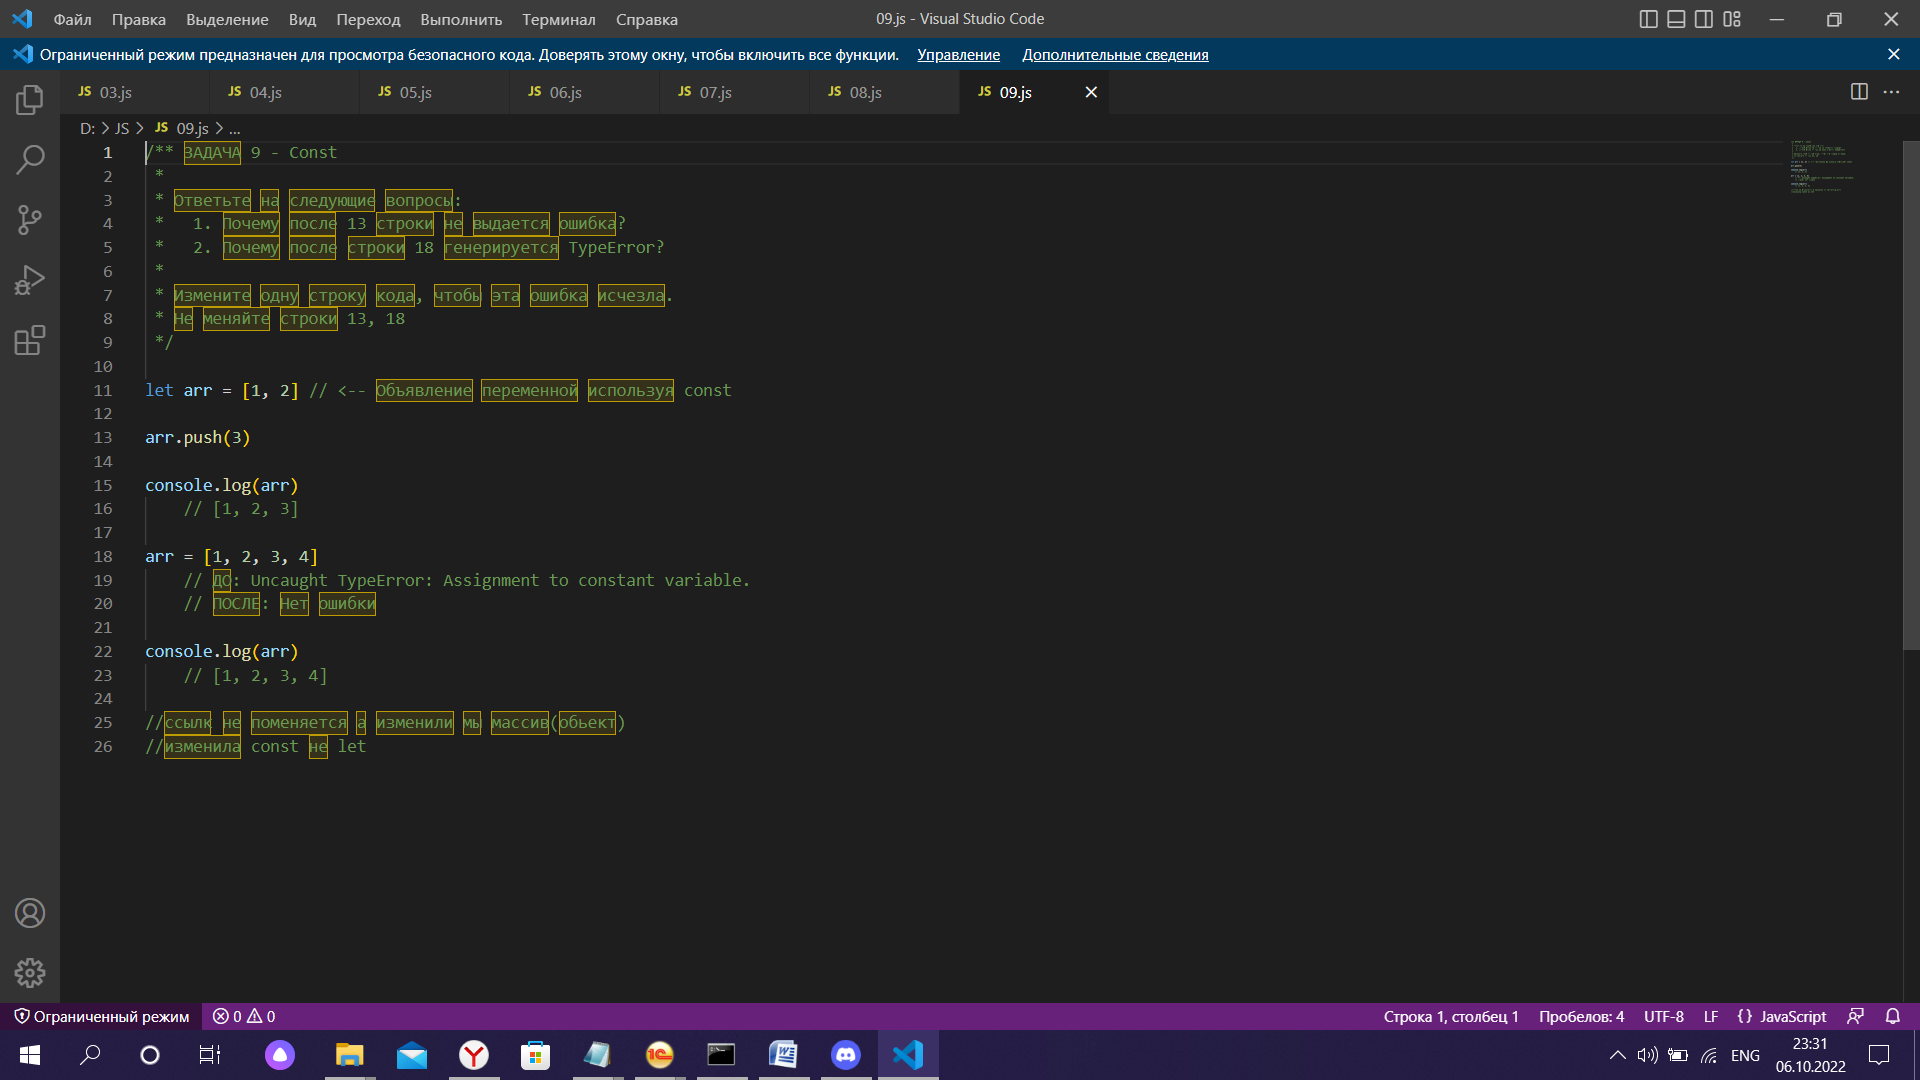 Файл Правка Выделение Вид Переход Выполнить Терминал Справка 09.js - Visual Studio Code
Ограниченный режим предназначен для просмотра безопасного кода. Доверять этому окну, чтобы включить все функции. Управление Дополнительные сведения
JS 03.js JS 04.js JS 05.js JS 06.js JS 07.js JS 08.js JS 09.js
D: > JS > JS 09.js > ...
1 /** ЗАДАЧА 9 - Const
2 *
3 * Ответьте на следующие вопросы:
4 * 1. Почему после 13 строки не выдается ошибка?
5 * 2. Почему после строки 18 генерируется TypeError?
6 *
7 * Измените одну строку кода, чтобы эта ошибка исчезла.
8 * Не меняйте строки 13, 18
9 */
10
11 let arr = [1, 2] // <-- Объявление переменной используя const
12
13 arr.push(3)
14
15 console.log(arr)
16 // [1, 2, 3]
17
18 arr = [1, 2, 3, 4]
19 // ДО: Uncaught TypeError: Assignment to constant variable.
20 // ПОСЛЕ: Нет ошибки
21
22 console.log(arr)
23 // [1, 2, 3, 4]
24
25 //ссылк не поменяется а изменили мы массив(обьект)
26 //изменила const не let
Ограниченный режим 0 0 Строка 1, столбец 1 Пробелов: 4 UTF-8 LF {} JavaScript
ENG 23:31
06.10.2022